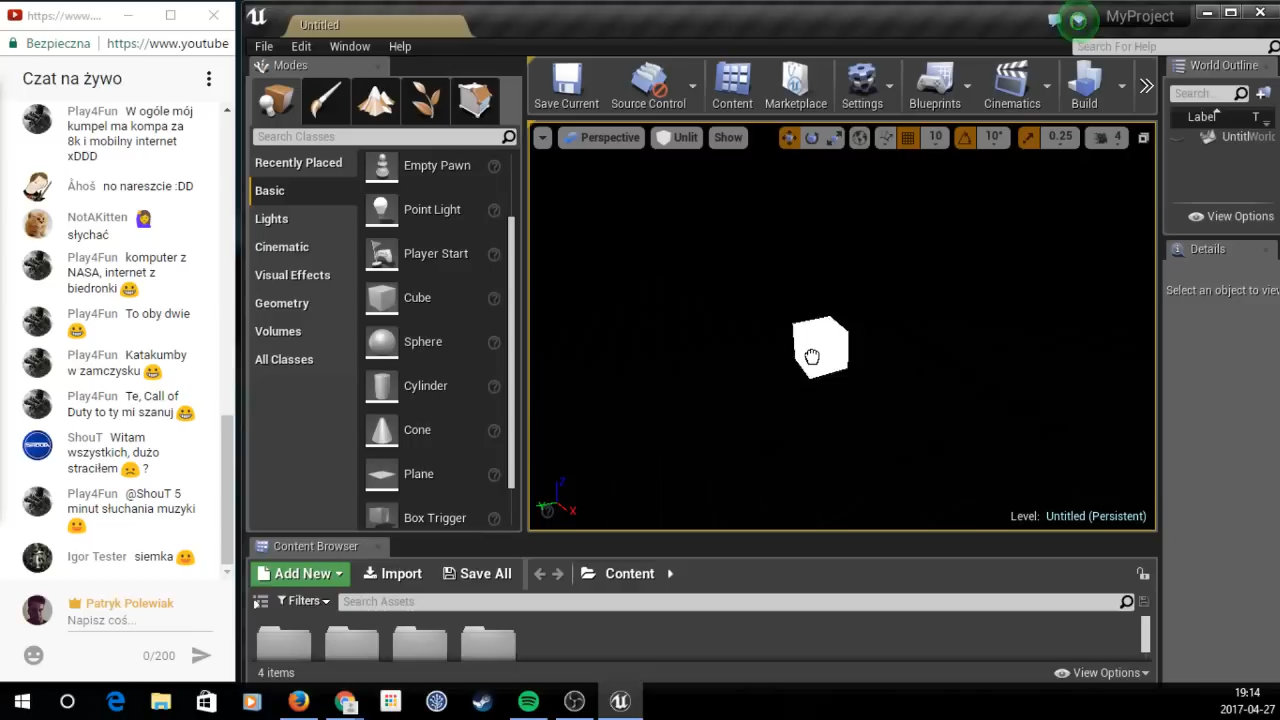 https://www....
Bezpieczna
https://www.youtube
Czat na żywo
Play4Fun W ogóle mój
kumpel ma kompa za
8k i mobilny internet
xDDD
Åhoś no nareszcie :DD
NotAKitten
słychać
Play4Fun komputer z
NASA, internet z
biedronki
Play4Fun To oby dwie
Play4Fun Katakumby
w zamczysku
Play4Fun Te, Call of
Duty to ty mi szanuj
ShouT Witam
wszystkich, dużo
straciłem ?
Play4Fun @ShouT 5
minut słuchania muzyki
Igor Tester siemka
Patryk Polewiak
Napisz coś...
0/200
Untitled
MyProject
File Edit Window Help
Search For Help
Modes
Search Classes
Recently Placed
Basic
Lights
Cinematic
Visual Effects
Geometry
Volumes
All Classes
Empty Pawn
Point Light
Player Start
Cube
Sphere
Cylinder
Cone
Plane
Box Trigger
Save Current
Source Control
Content
Marketplace
Settings
Blueprints
Cinematics
Build
Perspective
Unlit
Show
10
10°
0.25
4
Z
X
Level: Untitled (Persistent)
World Outline
Search...
Label
T
UntitlWorl
View Options
Details
Select an object to view
Content Browser
Add New
Import
Save All
Content
Filters
Search Assets
4 items
View Options
19:14
2017-04-27